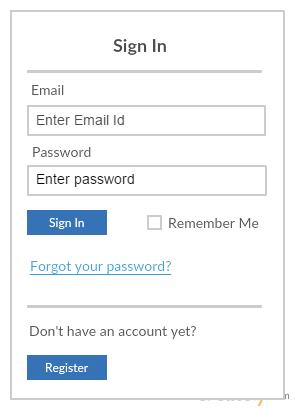 Sign In
Email
Enter Email Id
Password
Enter password
Sign In
Remember Me
Forgot your password?
Don't have an account yet?
Register